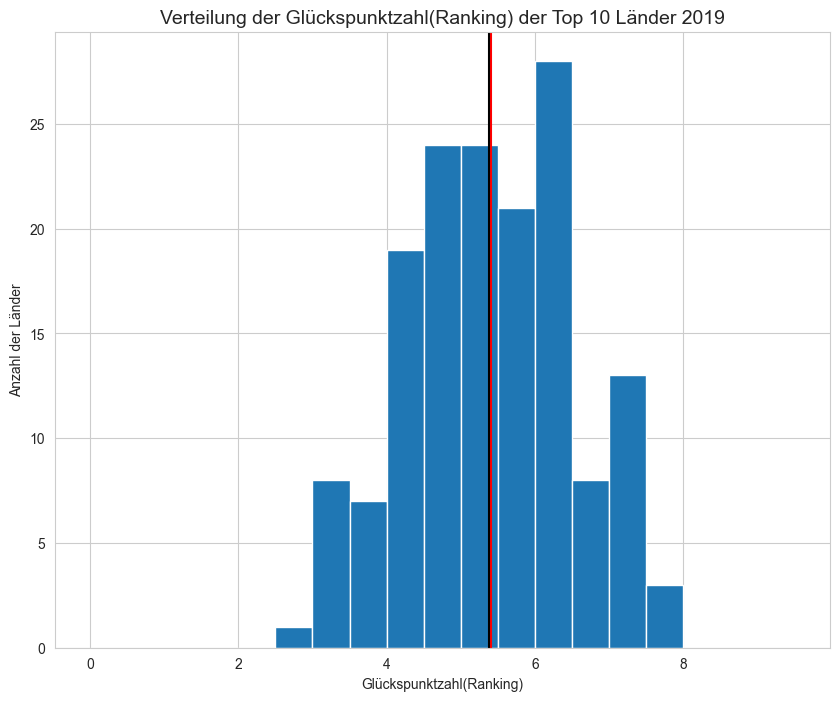 Verteilung der Glückspunktzahl(Ranking) der Top 10 Länder 2019
Anzahl der Länder
25
20
15
10
5
0
0 2 4 6 8
Glückspunktzahl(Ranking)